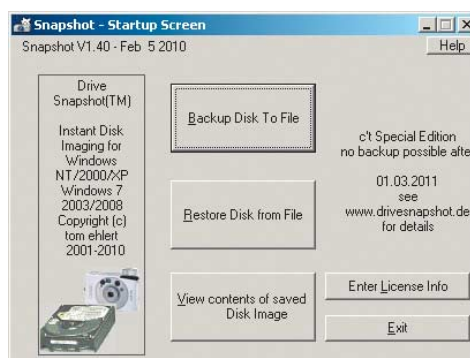 Snapshot - Startup Screen
Snapshot V1.40 - Feb 5 2010
Help
Drive
Snapshot(TM)
Instant Disk
Imaging for
Windows
NT/2000/XP
Windows 7
2003/2008
Copyright (c)
tom ehlert
2001-2010
Backup Disk To File
Restore Disk from File
View contents of saved
Disk Image
c't Special Edition
no backup possible afte
01.03.2011
see
www.drivesnapshot.de
for details
Enter License Info
Exit